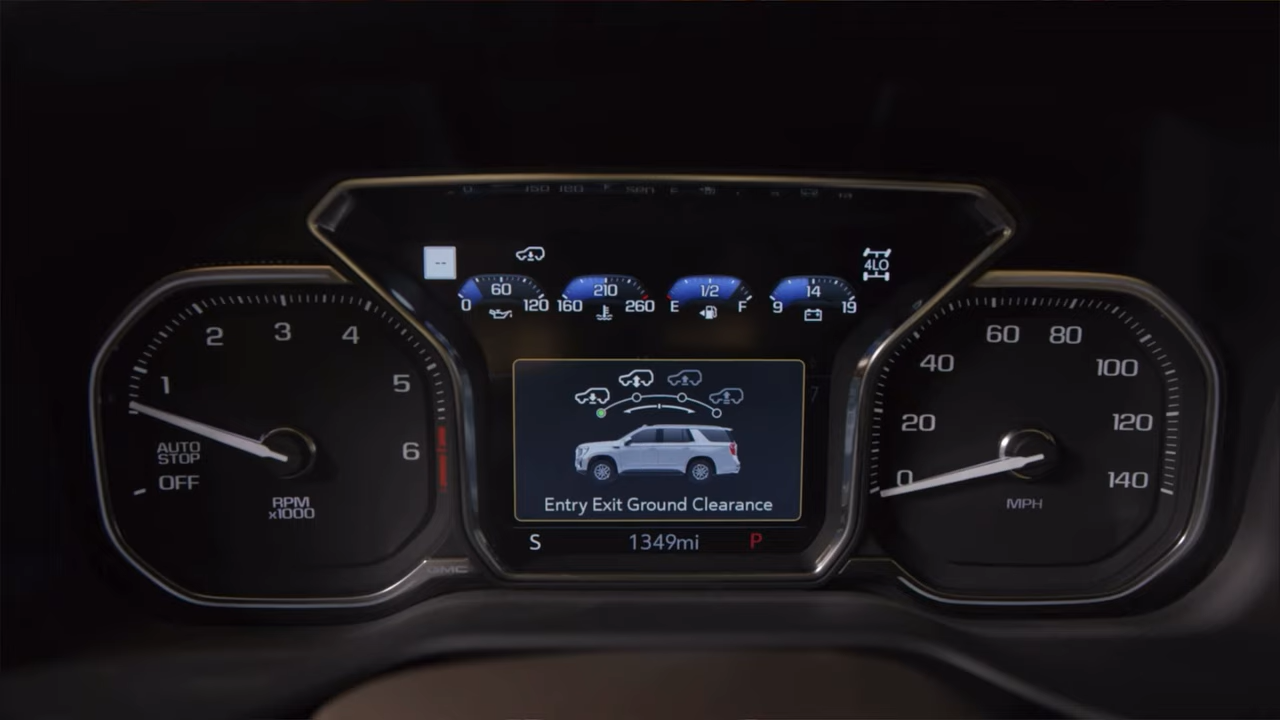 --
4LO
60
0 120
210
160 260
1/2
E F
14
9 19
1
2
3
4
5
6
AUTO
STOP
OFF
RPM
x1000
GMC
Entry Exit Ground Clearance
S 1349mi P
0
20
40
60
80
100
120
140
MPH